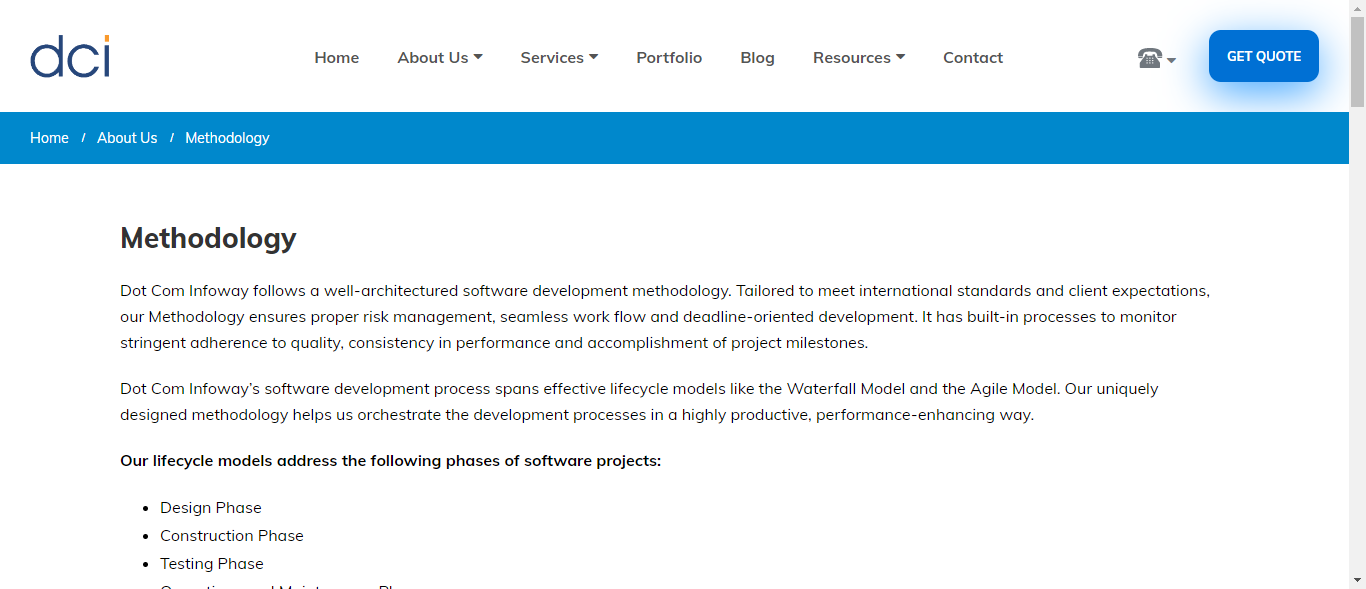 dci
Home About Us Services Portfolio Blog Resources Contact GET QUOTE
Home / About Us / Methodology
Methodology
Dot Com Infoway follows a well-architectured software development methodology. Tailored to meet international standards and client expectations,
our Methodology ensures proper risk management, seamless work flow and deadline-oriented development. It has built-in processes to monitor
stringent adherence to quality, consistency in performance and accomplishment of project milestones.
Dot Com Infoway’s software development process spans effective lifecycle models like the Waterfall Model and the Agile Model. Our uniquely
designed methodology helps us orchestrate the development processes in a highly productive, performance-enhancing way.
Our lifecycle models address the following phases of software projects:
• Design Phase
• Construction Phase
• Testing Phase